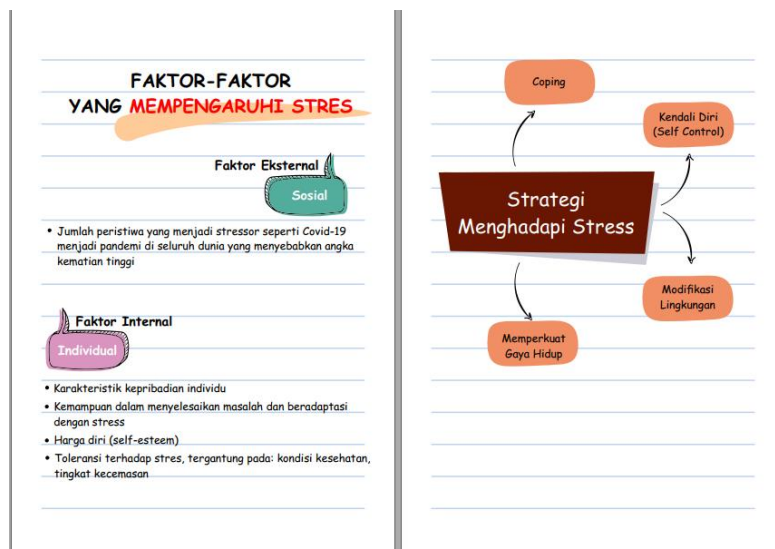 FAKTOR-FAKTOR
YANG MEMPENGARUHI STRES
Faktor Eksternal
Sosial
• Jumlah peristiwa yang menjadi stressor seperti Covid-19
menjadi pandemi di seluruh dunia yang menyebabkan angka
kematian tinggi
Faktor Internal
Individual
• Karakteristik kepribadian individu
• Kemampuan dalam menyelesaikan masalah dan beradaptasi
dengan stress
• Harga diri (self-esteem)
• Toleransi terhadap stres, tergantung pada: kondisi kesehatan,
tingkat kecemasan
Coping
Kendali Diri
(Self Control)
Strategi
Menghadapi Stress
Modifikasi
Lingkungan
Memperkuat
Gaya Hidup